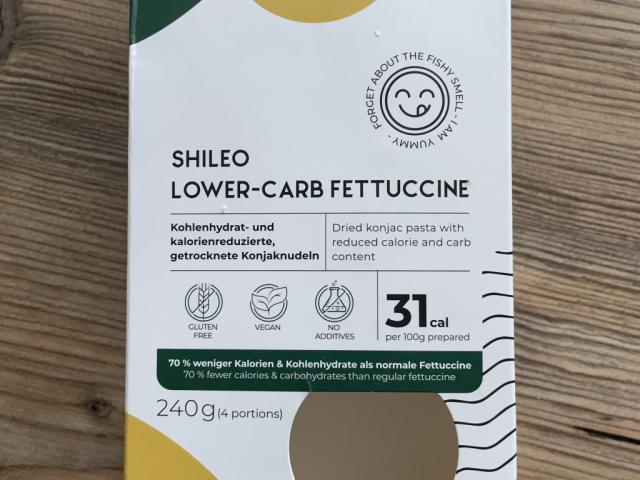 FORGET ABOUT THE FISHY SMELL - I AM YUMMY -
SHILEO
LOWER-CARB FETTUCCINE
Kohlenhydrat- und
kalorienreduzierte,
getrocknete Konjaknudeln
Dried konjac pasta with
reduced calorie and carb
content
GLUTEN
FREE
VEGAN
NO
ADDITIVES
31 cal
per 100g prepared
70 % weniger Kalorien & Kohlenhydrate als normale Fettuccine
70 % fewer calories & carbohydrates than regular fettuccine
240g (4 portions)